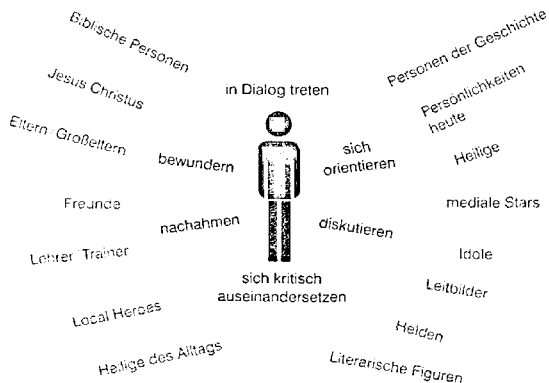 Biblische Personen
Jesus Christus
Eltern/Großeltern
Freunde
Lehrer/Trainer
Local Heroes
Heilige des Alltags
in Dialog treten
bewundern
nachahmen
sich
orientieren
diskutieren
sich kritisch
auseinandersetzen
Personen der Geschichte
Persönlichkeiten
heute
Heilige
mediale Stars
Idole
Leitbilder
Helden
Literarische Figuren